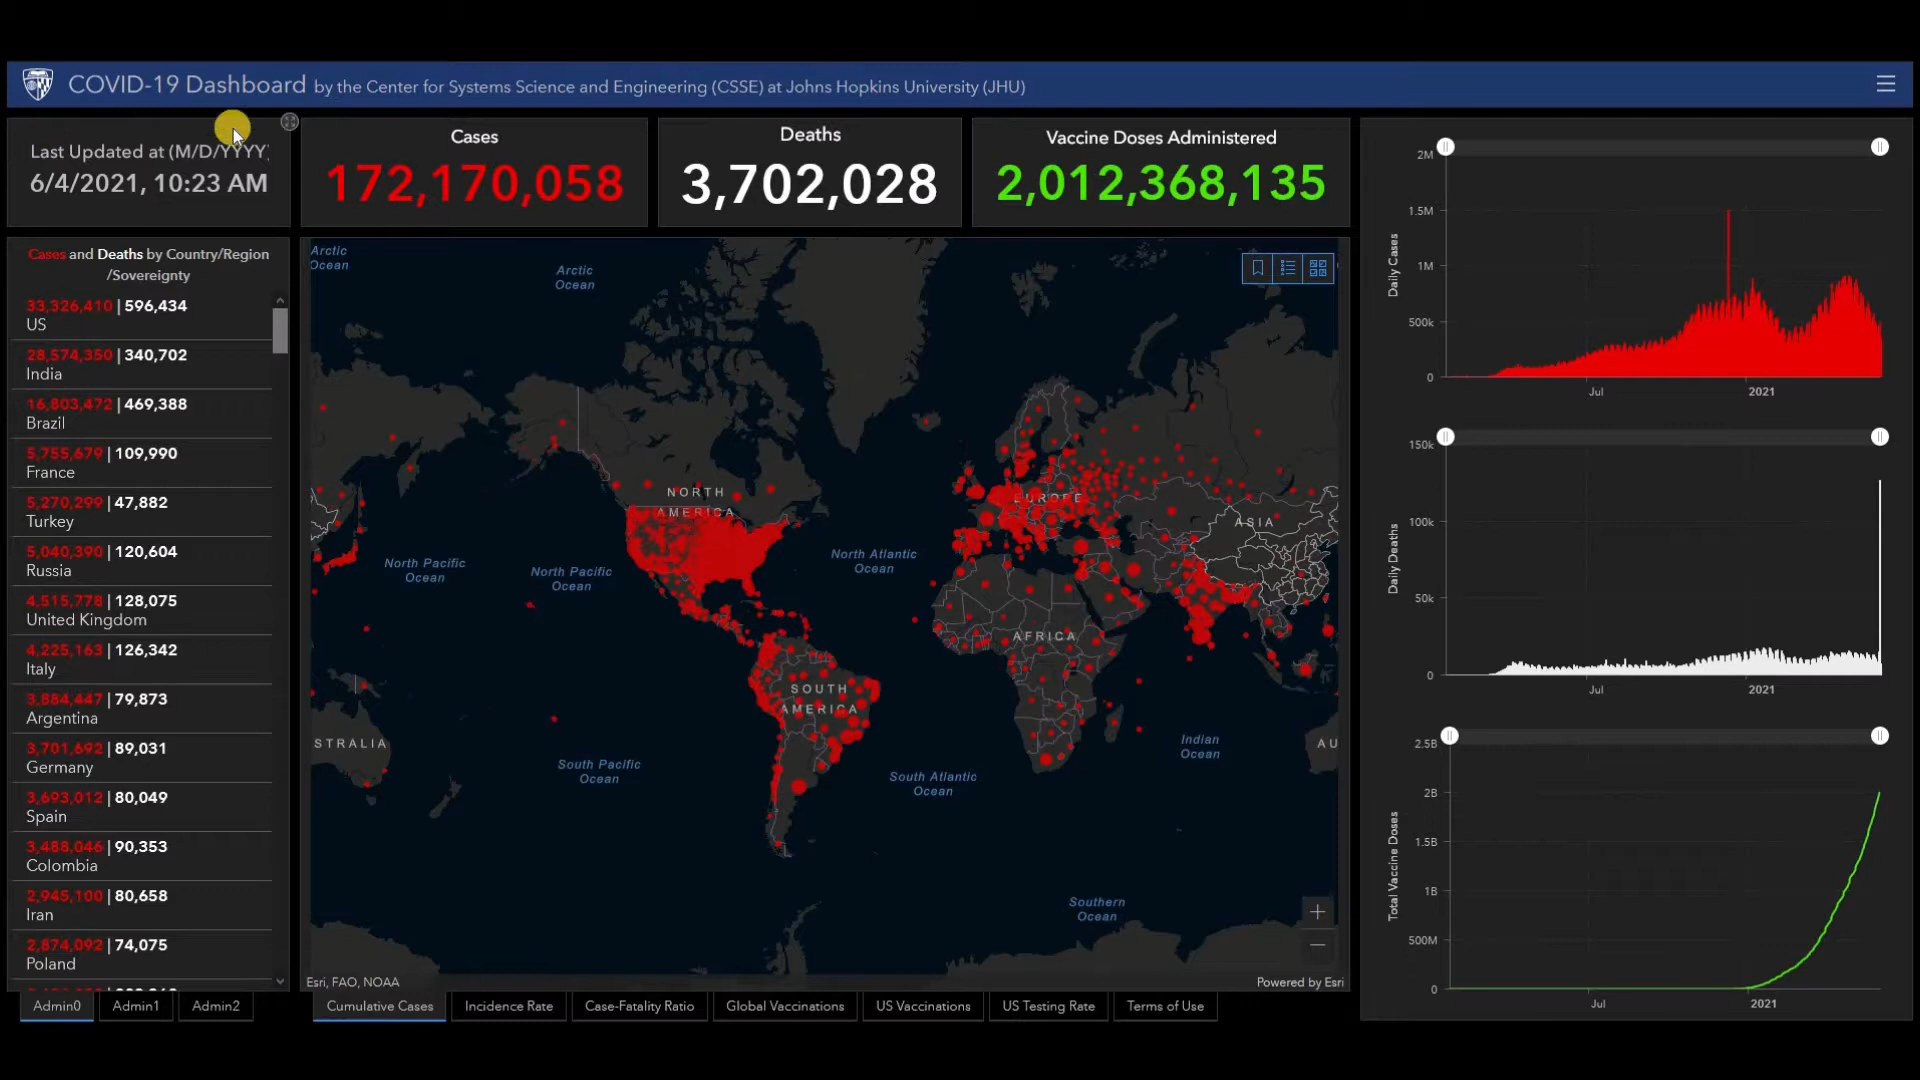 COVID-19 Dashboard by the Center for Systems Science and Engineering (CSSE) at Johns Hopkins University (JHU)
Last Updated at (M/D/YYYY)
6/4/2021, 10:23 AM
Cases
172,170,058
Deaths
3,702,028
Vaccine Doses Administered
2,012,368,135
Cases and Deaths by Country/Region
/Sovereignty
33,326,410 | 596,434
US
28,574,350 | 340,702
India
16,803,472 | 469,388
Brazil
5,755,679 | 109,990
France
5,270,299 | 47,882
Turkey
5,040,390 | 120,604
Russia
4,515,778 | 128,075
United Kingdom
4,225,163 | 126,342
Italy
3,884,447 | 79,873
Argentina
3,701,692 | 89,031
Germany
3,693,012 | 80,049
Spain
3,488,046 | 90,353
Colombia
2,945,100 | 80,658
Iran
2,874,092 | 74,075
Poland
Admin0
Admin1
Admin2
Arctic
Ocean
Arctic
Ocean
NORTH
AMERICA
EUROPE
ASIA
North Pacific
Ocean
North Pacific
Ocean
North Atlantic
Ocean
AFRICA
SOUTH
AMERICA
STRALIA
South Pacific
Ocean
South Atlantic
Ocean
Indian
Ocean
AU
Southern
Ocean
Esri, FAO, NOAA
Powered by Esri
Cumulative Cases
Incidence Rate
Case-Fatality Ratio
Global Vaccinations
US Vaccinations
US Testing Rate
Terms of Use
Daily Cases
2M
1.5M
1M
500k
0
Jul
2021
Daily Deaths
150k
100k
50k
0
Jul
2021
Total Vaccine Doses
2.5B
2B
1.5B
1B
500M
0
Jul
2021